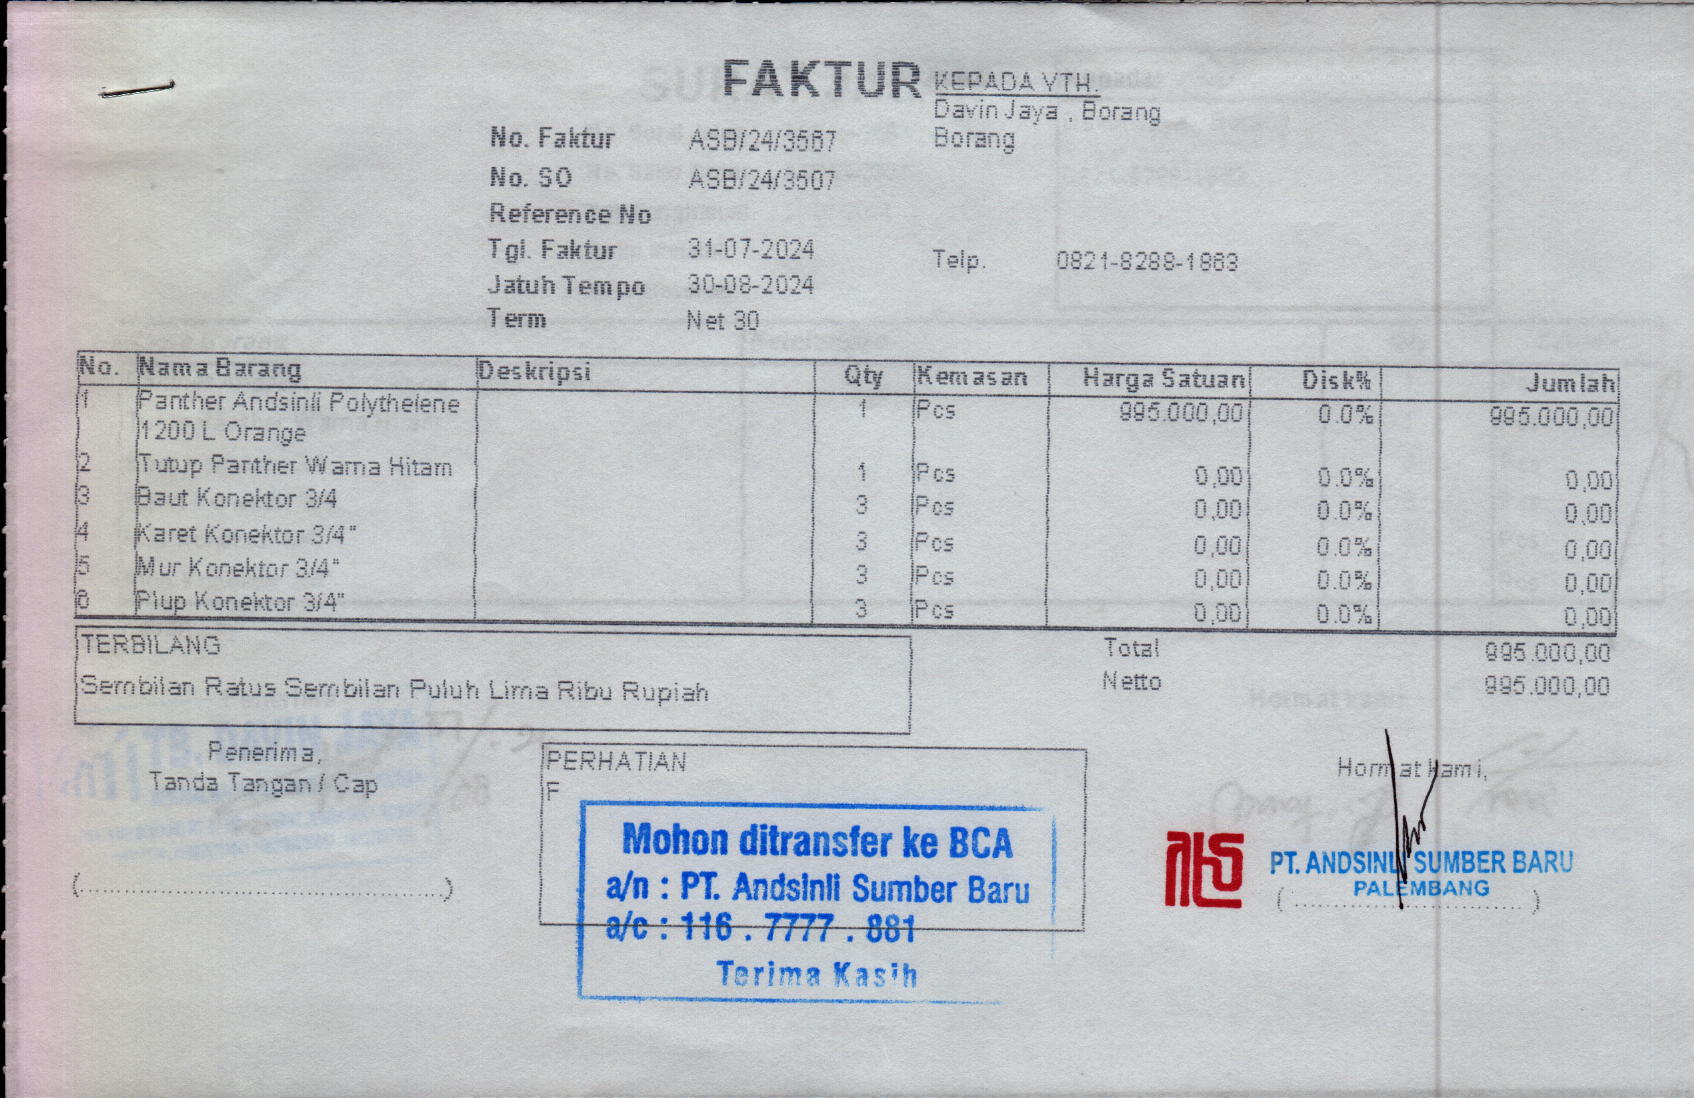 FAKTUR
KEPADA YTH.
Davin Jaya , Borang
Borang
No. Faktur ASB/24/3587
No. SO ASB/24/3507
Reference No
Tgl. Faktur 31-07-2024
Telp. 0821-8288-1863
Jatuh Tempo 30-08-2024
Term Net 30
No. Nama Barang Deskripsi Qty Kemasan Harga Satuan Disk% Jumlah
1 Panther Andsinli Polythelene 1 Pcs 995.000,00 0.0% 995.000,00
1200 L Orange
2 Tutup Panther Warna Hitam 1 Pcs 0,00 0.0% 0,00
3 Baut Konektor 3/4 3 Pcs 0,00 0.0% 0,00
4 Karet Konektor 3/4" 3 Pcs 0,00 0.0% 0,00
5 Mur Konektor 3/4" 3 Pcs 0,00 0.0% 0,00
6 Plup Konektor 3/4" 3 Pcs 0,00 0.0% 0,00
TERBILANG
Sembilan Ratus Sembilan Puluh Lima Ribu Rupiah
Total 995.000,00
Netto 995.000,00
Penerima,
Tanda Tangan / Cap
(........................................)
PERHATIAN
F
Mohon ditransfer ke BCA
a/n : PT. Andsinli Sumber Baru
a/c : 116 . 7777 . 881
Terima Kasih
Hormat kami,
PT. ANDSINLI SUMBER BARU
PALEMBANG
(..............................)